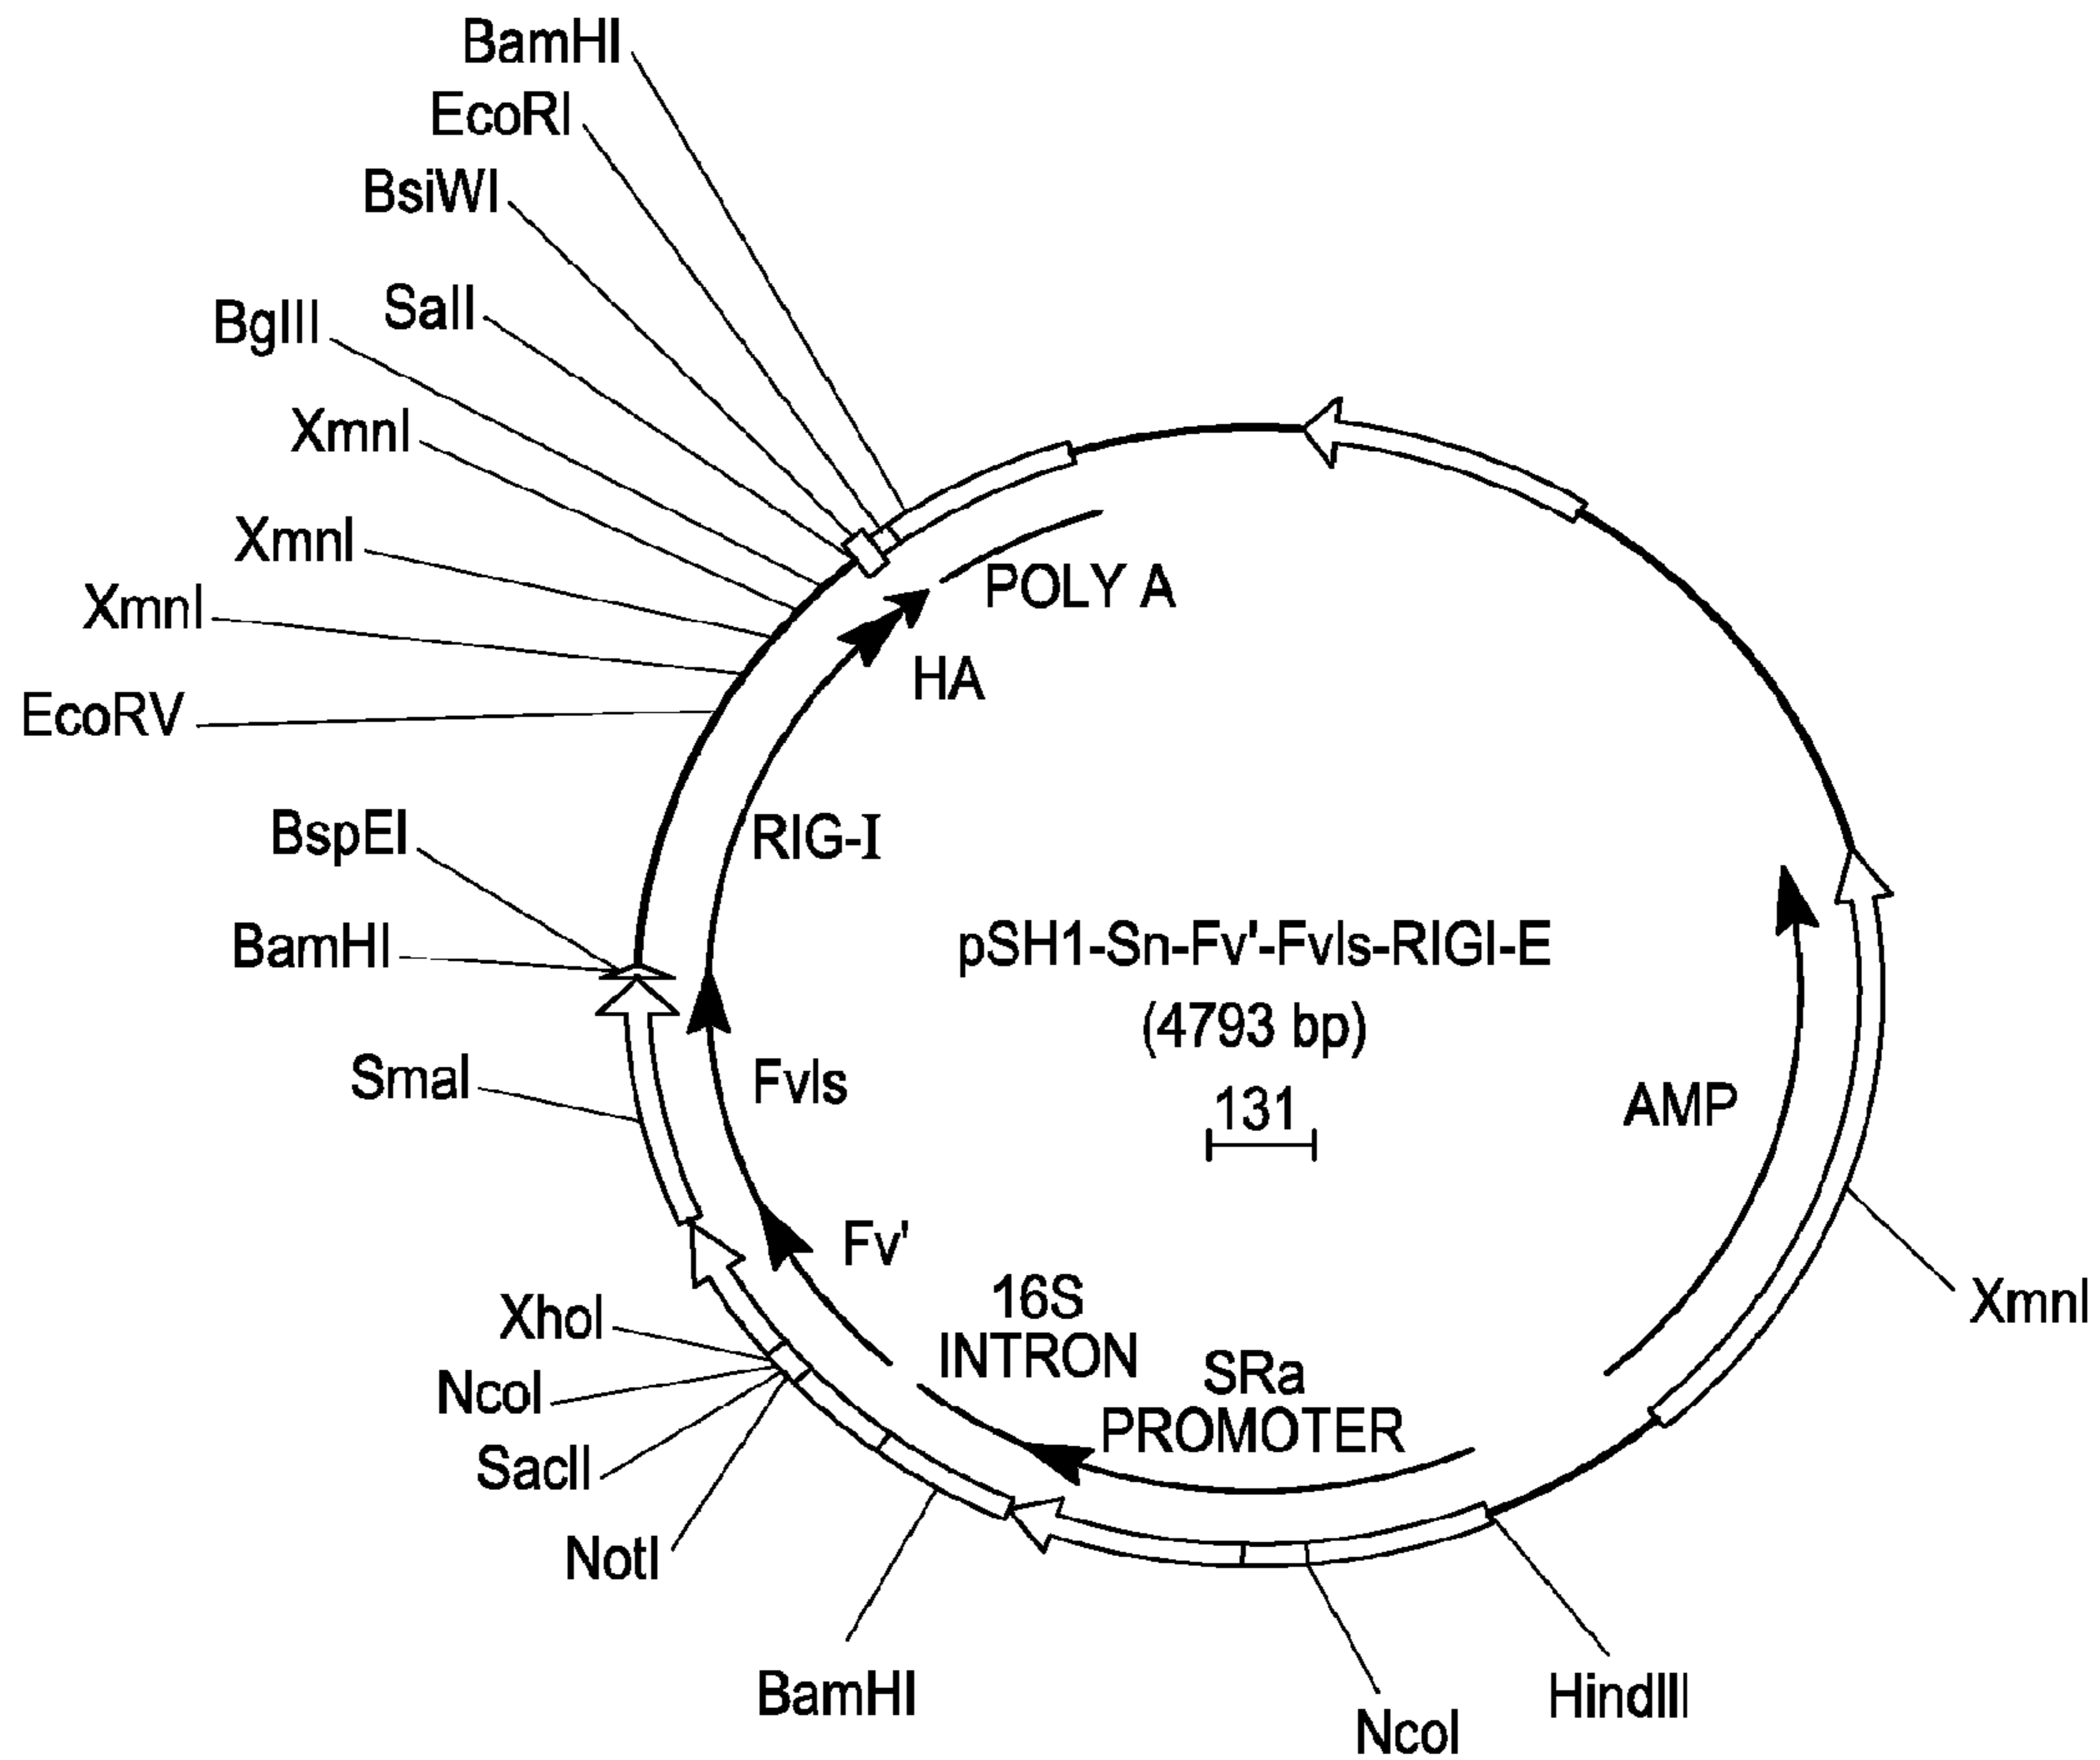 BamHI
EcoRI
BsiWI
SalI
BglII
XmnI
XmnI
XmnI
EcoRV
POLY A
HA
RIG-I
BspEI
BamHI
pSH1-Sn-Fv'-Fvls-RIGI-E
(4793 bp)
131
SmaI
Fvls
AMP
Fv'
XmnI
XhoI
NcoI
SacII
NotI
16S
INTRON
SRa
PROMOTER
BamHI
NcoI
HindIII